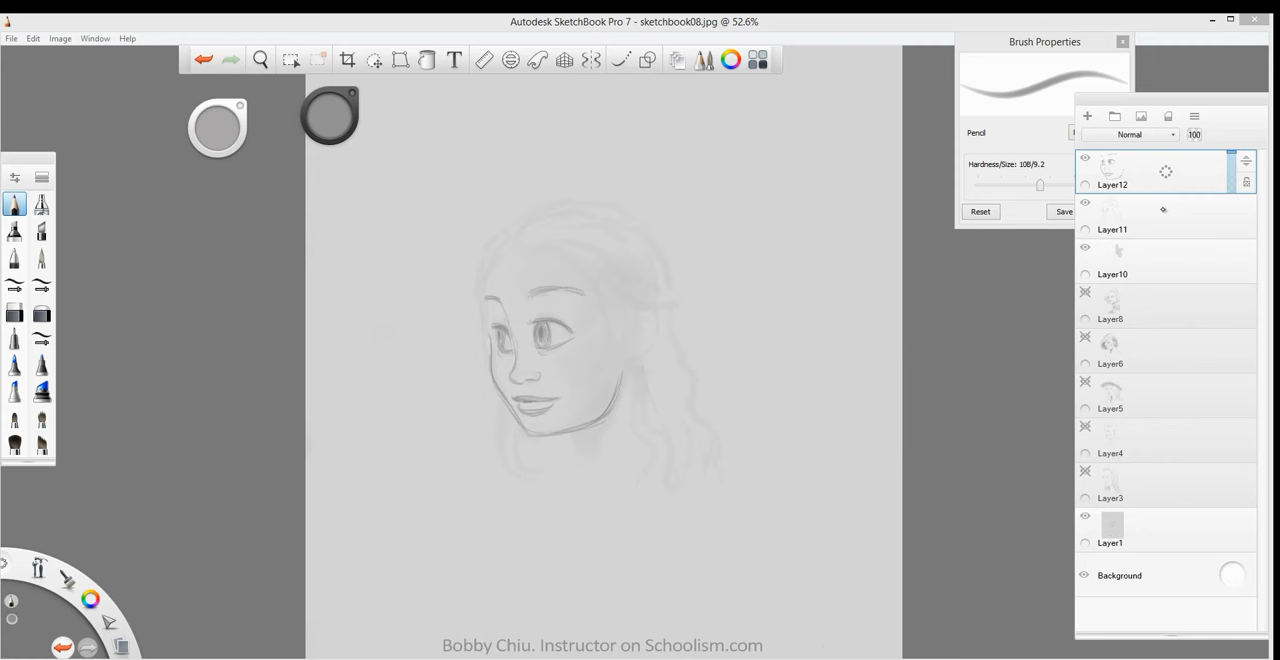 Autodesk SketchBook Pro 7 - sketchbook08.jpg @ 52.6%
File Edit Image Window Help
Brush Properties
Pencil
Hardness/Size: 10B/9.2
Reset Save
Normal 100
Layer12
Layer11
Layer10
Layer8
Layer6
Layer5
Layer4
Layer3
Layer1
Background
Bobby Chiu. Instructor on Schoolism.com